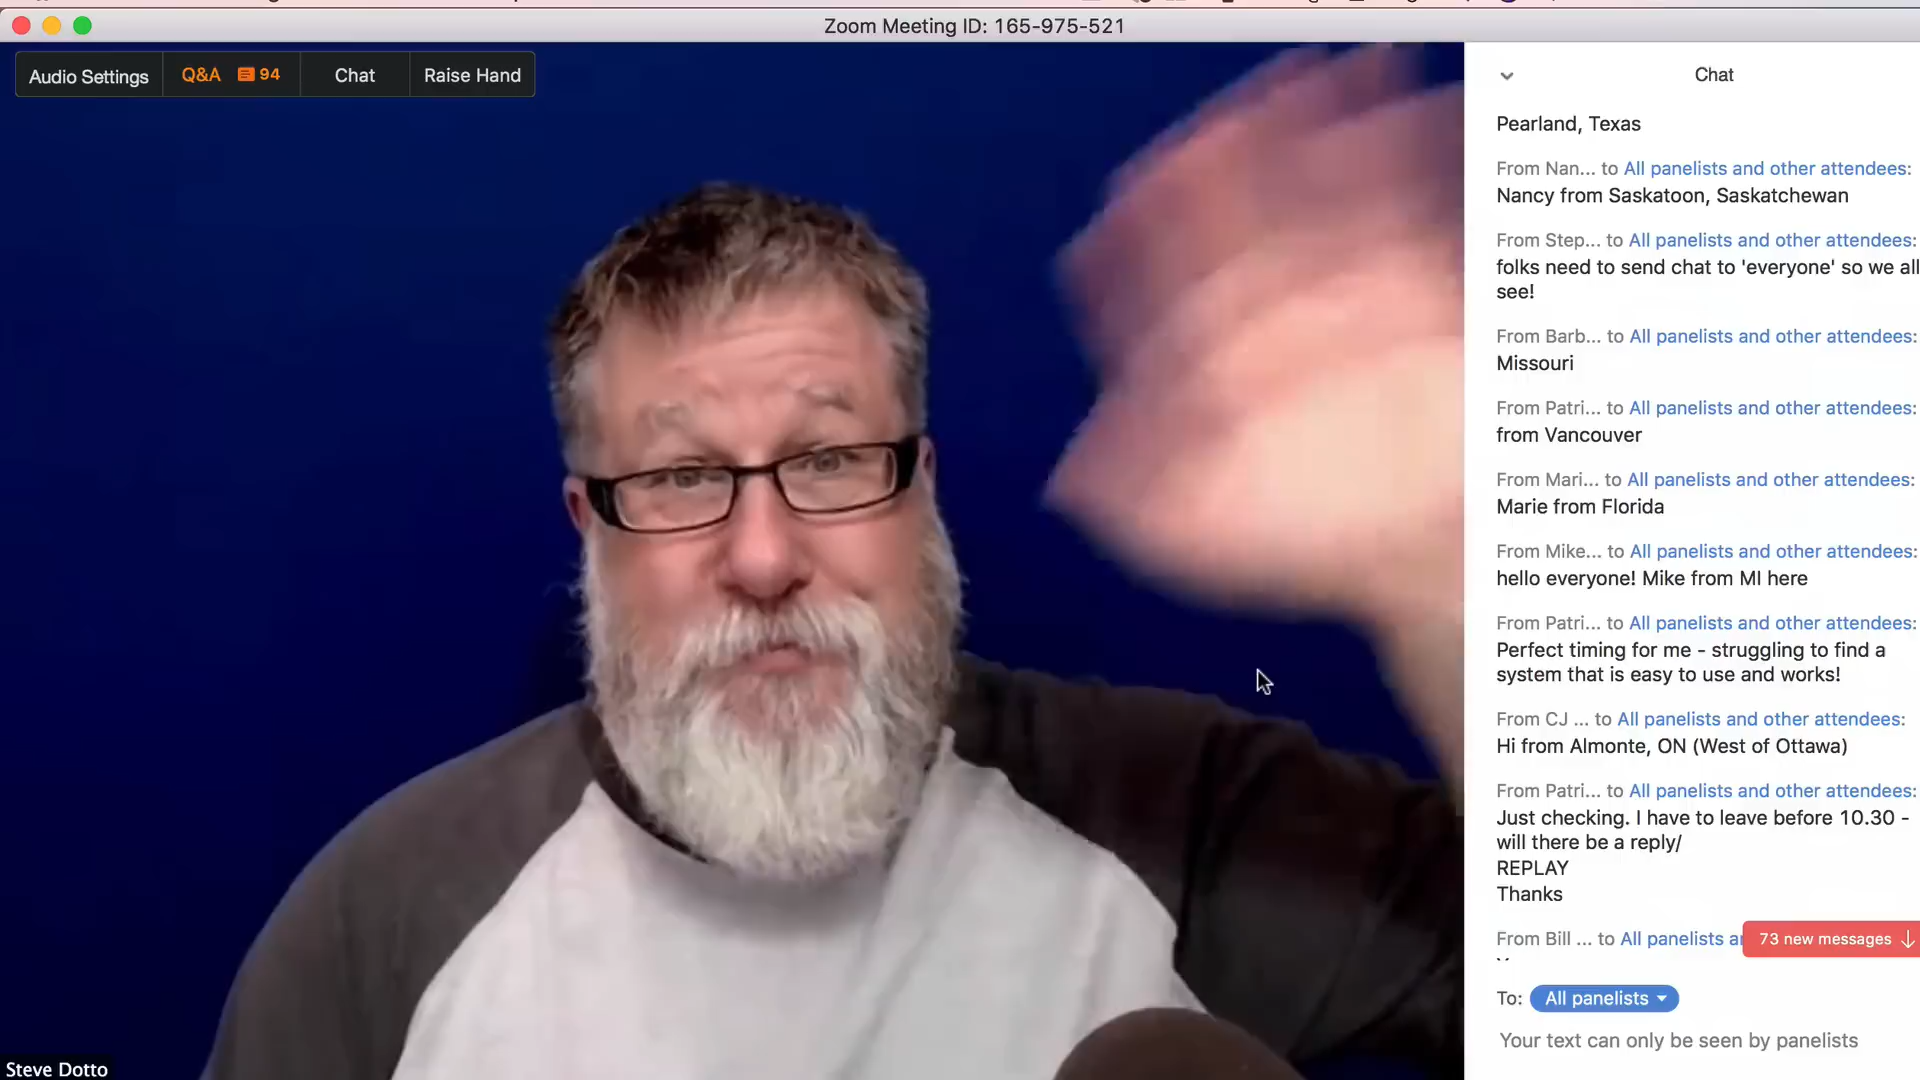 Zoom Meeting ID: 165-975-521
Audio Settings
Q&A 94
Chat
Raise Hand
Chat
Pearland, Texas
From Nan... to All panelists and other attendees:
Nancy from Saskatoon, Saskatchewan
From Step... to All panelists and other attendees:
folks need to send chat to 'everyone' so we all
see!
From Barb... to All panelists and other attendees:
Missouri
From Patri... to All panelists and other attendees:
from Vancouver
From Mari... to All panelists and other attendees:
Marie from Florida
From Mike... to All panelists and other attendees:
hello everyone! Mike from MI here
From Patri... to All panelists and other attendees:
Perfect timing for me - struggling to find a
system that is easy to use and works!
From CJ ... to All panelists and other attendees:
Hi from Almonte, ON (West of Ottawa)
From Patri... to All panelists and other attendees:
Just checking. I have to leave before 10.30 -
will there be a reply/
REPLAY
Thanks
From Bill ... to All panelists
73 new messages
To: All panelists
Your text can only be seen by panelists
Steve Dotto